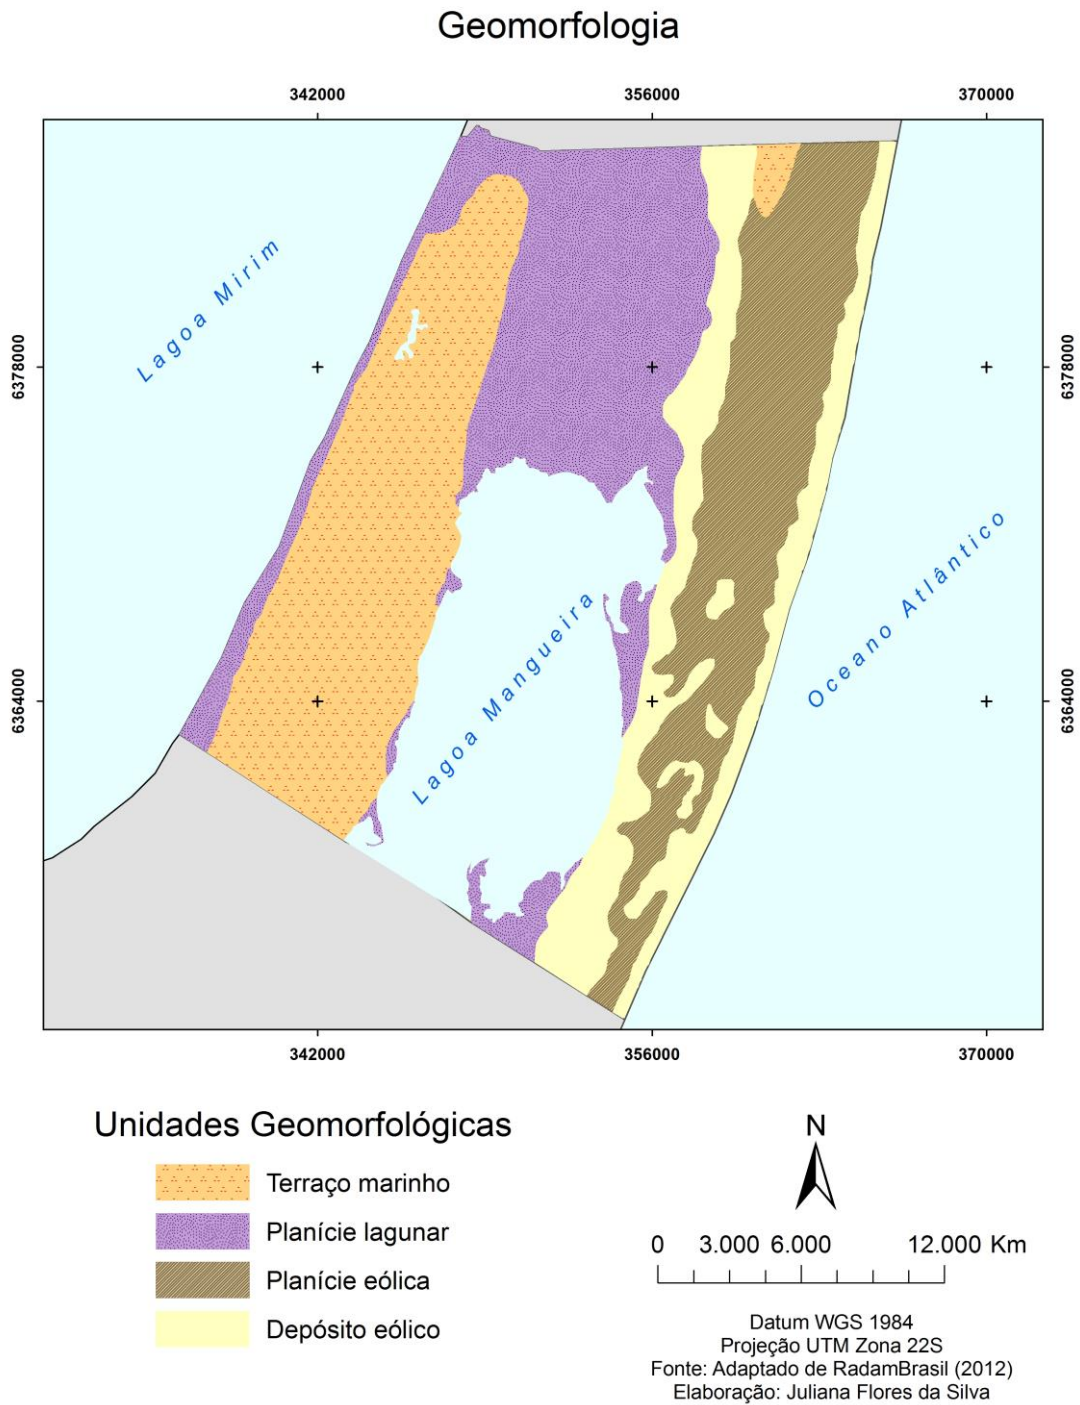 Geomorfologia
342000 356000 370000
Lagoa Mirim
6378000 6378000
Oceano Atlântico
Lagoa Mangueira
6364000 6364000
342000 356000 370000
Unidades Geomorfológicas
Terraço marinho
Planície lagunar
Planície eólica
Depósito eólico
N
0 3.000 6.000 12.000 Km
Datum WGS 1984
Projeção UTM Zona 22S
Fonte: Adaptado de RadamBrasil (2012)
Elaboração: Juliana Flores da Silva